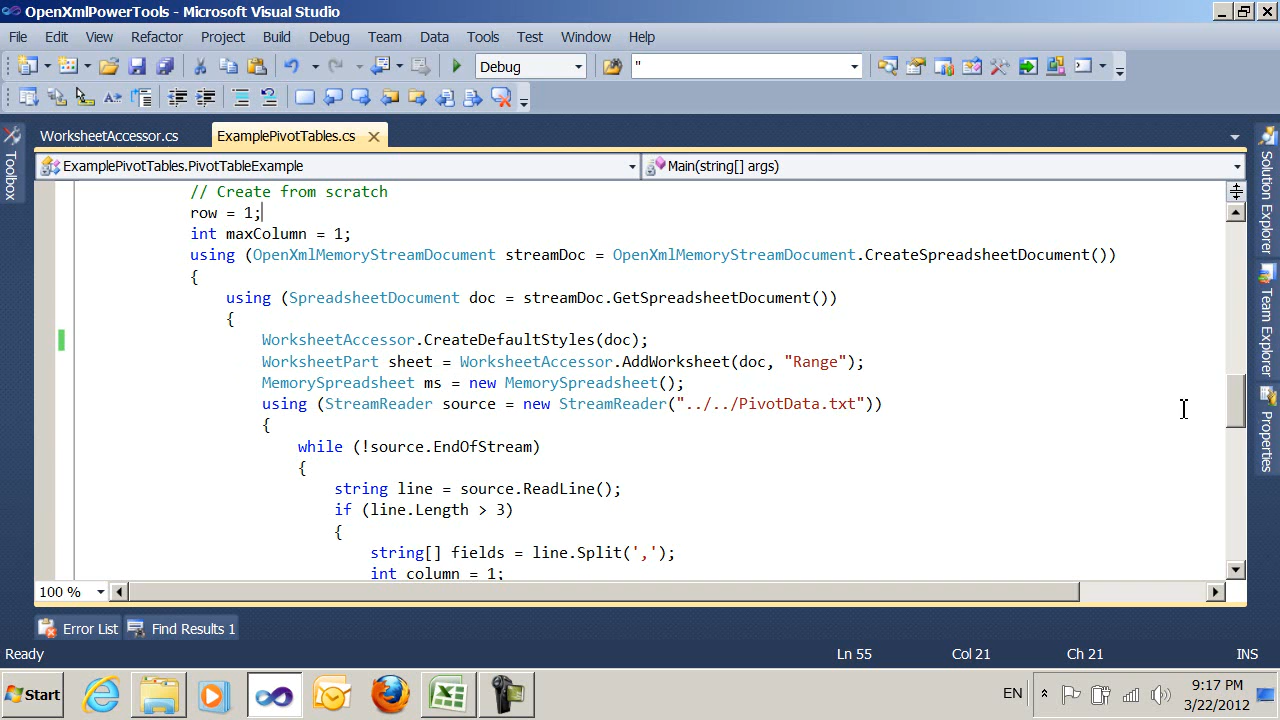 OpenXmlPowerTools - Microsoft Visual Studio
File Edit View Refactor Project Build Debug Team Data Tools Test Window Help
Debug "
WorksheetAccessor.cs ExamplePivotTables.cs
Toolbox
ExamplePivotTables.PivotTableExample Main(string[] args)
// Create from scratch
row = 1;
int maxColumn = 1;
using (OpenXmlMemoryStreamDocument streamDoc = OpenXmlMemoryStreamDocument.CreateSpreadsheetDocument())
{
using (SpreadsheetDocument doc = streamDoc.GetSpreadsheetDocument())
{
WorksheetAccessor.CreateDefaultStyles(doc);
WorksheetPart sheet = WorksheetAccessor.AddWorksheet(doc, "Range");
MemorySpreadsheet ms = new MemorySpreadsheet();
using (StreamReader source = new StreamReader("../../PivotData.txt"))
{
while (!source.EndOfStream)
{
string line = source.ReadLine();
if (line.Length > 3)
{
string[] fields = line.Split(',');
int column = 1;
Solution Explorer
Team Explorer
Properties
100 %
Error List Find Results 1
Ready Ln 55 Col 21 Ch 21 INS
Start EN 9:17 PM
3/22/2012